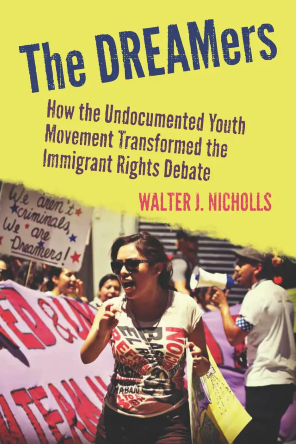 The DREAMers
How the Undocumented Youth
Movement Transformed the
Immigrant Rights Debate
WALTER J. NICHOLLS
We aren't
criminals,
We are
Dreamers!